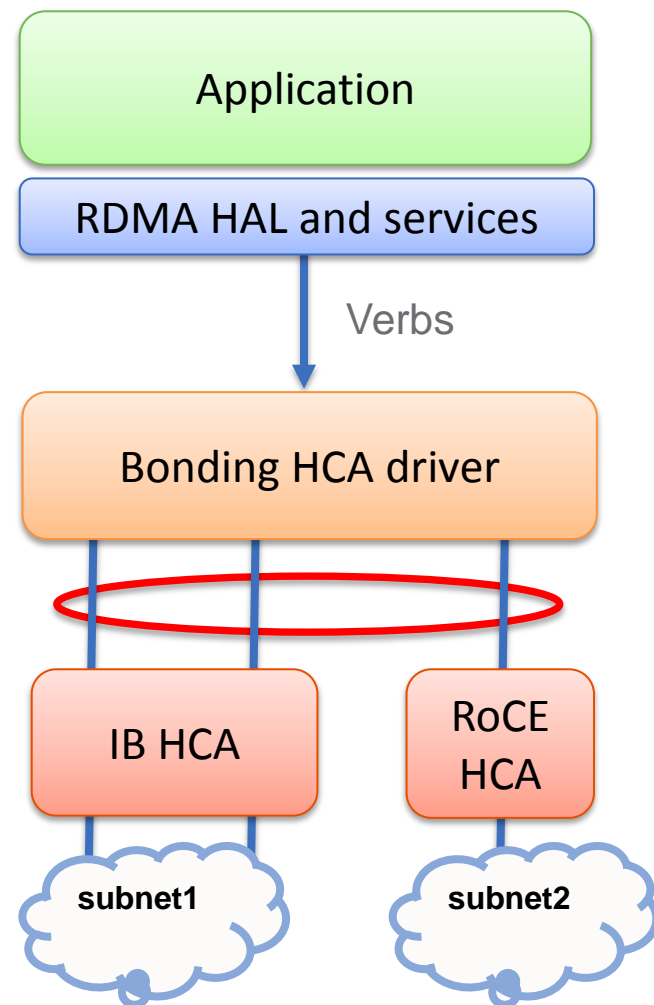 Application
RDMA HAL and services
Verbs
Bonding HCA driver
IB HCA
RoCE
HCA
subnet1
subnet2